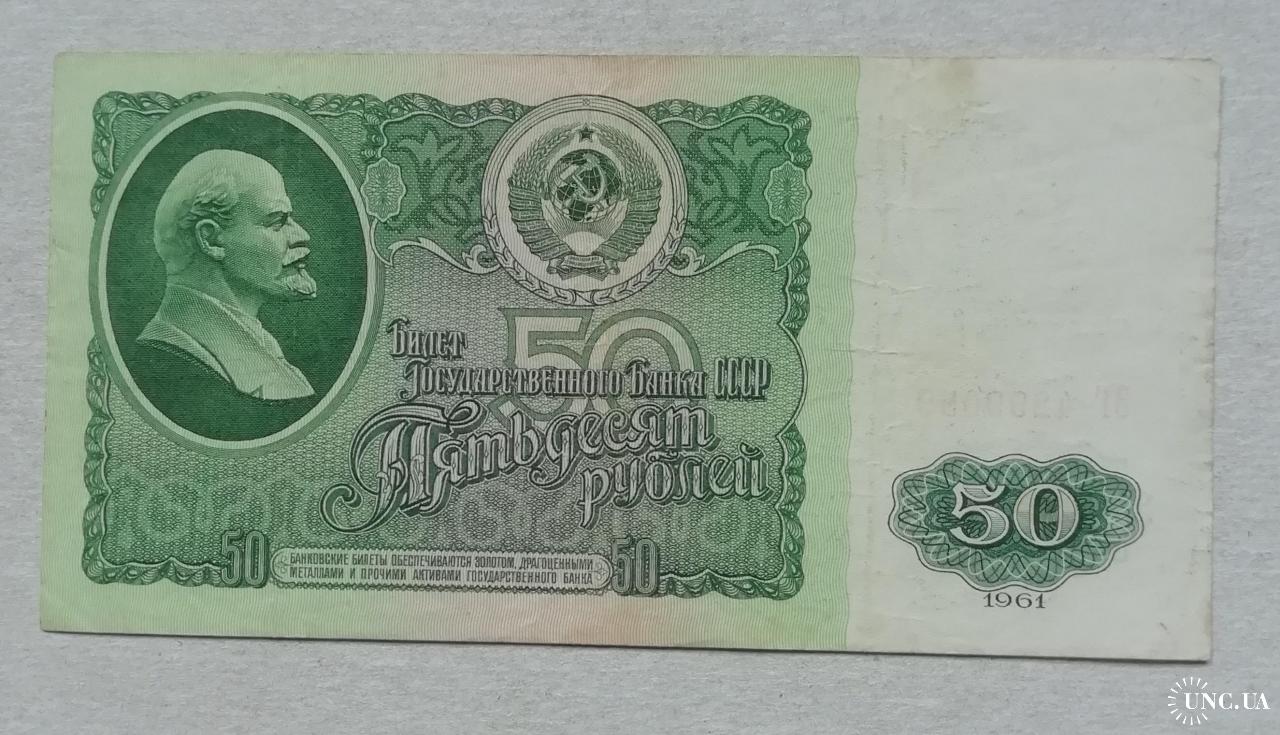 Билет
Государственного Банка СССР
50
Пятьдесят
рублей
50
БАНКОВСКИЕ БИЛЕТЫ ОБЕСПЕЧИВАЮТСЯ ЗОЛОТОМ, ДРАГОЦЕННЫМИ
МЕТАЛЛАМИ И ПРОЧИМИ АКТИВАМИ ГОСУДАРСТВЕННОГО БАНКА
50
50
1961
UNC.UA